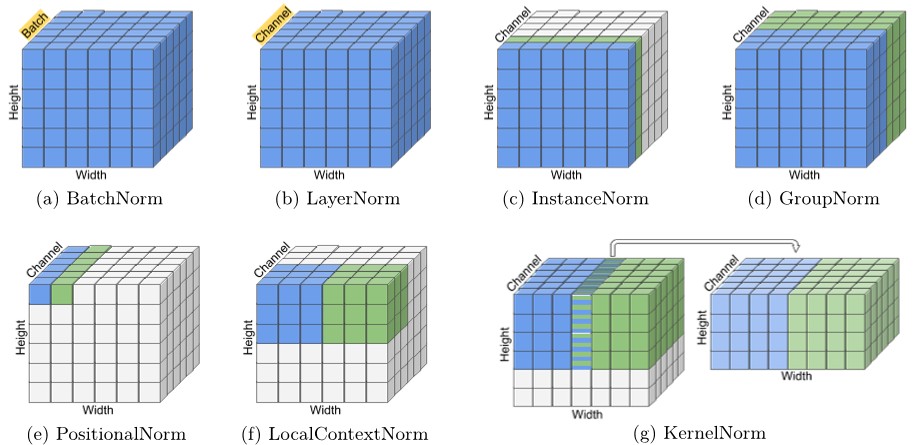 Batch
Height
Width
(a) BatchNorm
Channel
Height
Width
(b) LayerNorm
Channel
Height
Width
(c) InstanceNorm
Channel
Height
Width
(d) GroupNorm
Channel
Height
Width
(e) PositionalNorm
Channel
Height
Width
(f) LocalContextNorm
Channel
Height
Width
Channel
Height
Width
(g) KernelNorm